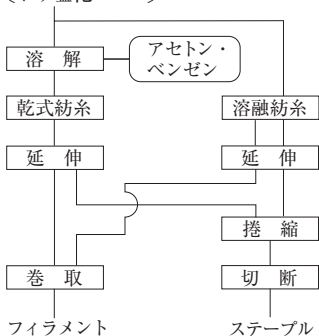 アセトン・
ベンゼン
溶 解
乾式紡糸
溶融紡糸
延 伸
延 伸
捲 縮
巻 取
切 断
フィラメント
ステープル